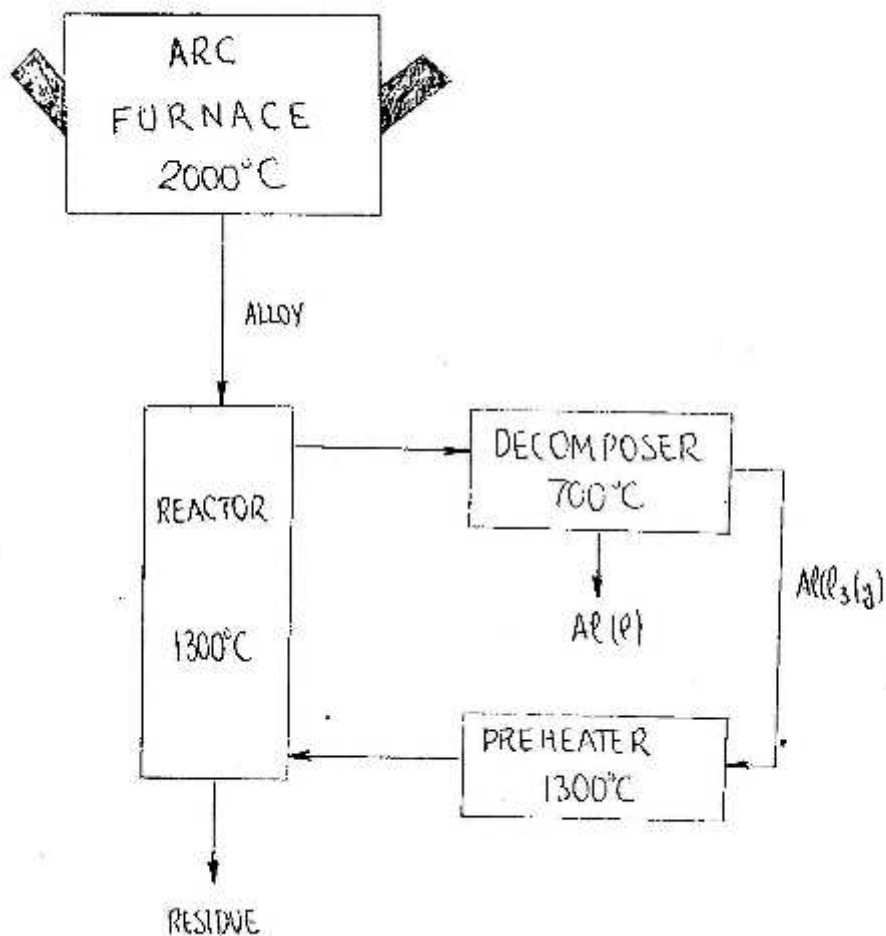 ARC
FURNACE
2000°C
ALLOY
REACTOR
1300°C
DECOMPOSER
700°C
Al(l)
AlCl₃(g)
PREHEATER
1300°C
RESIDUE